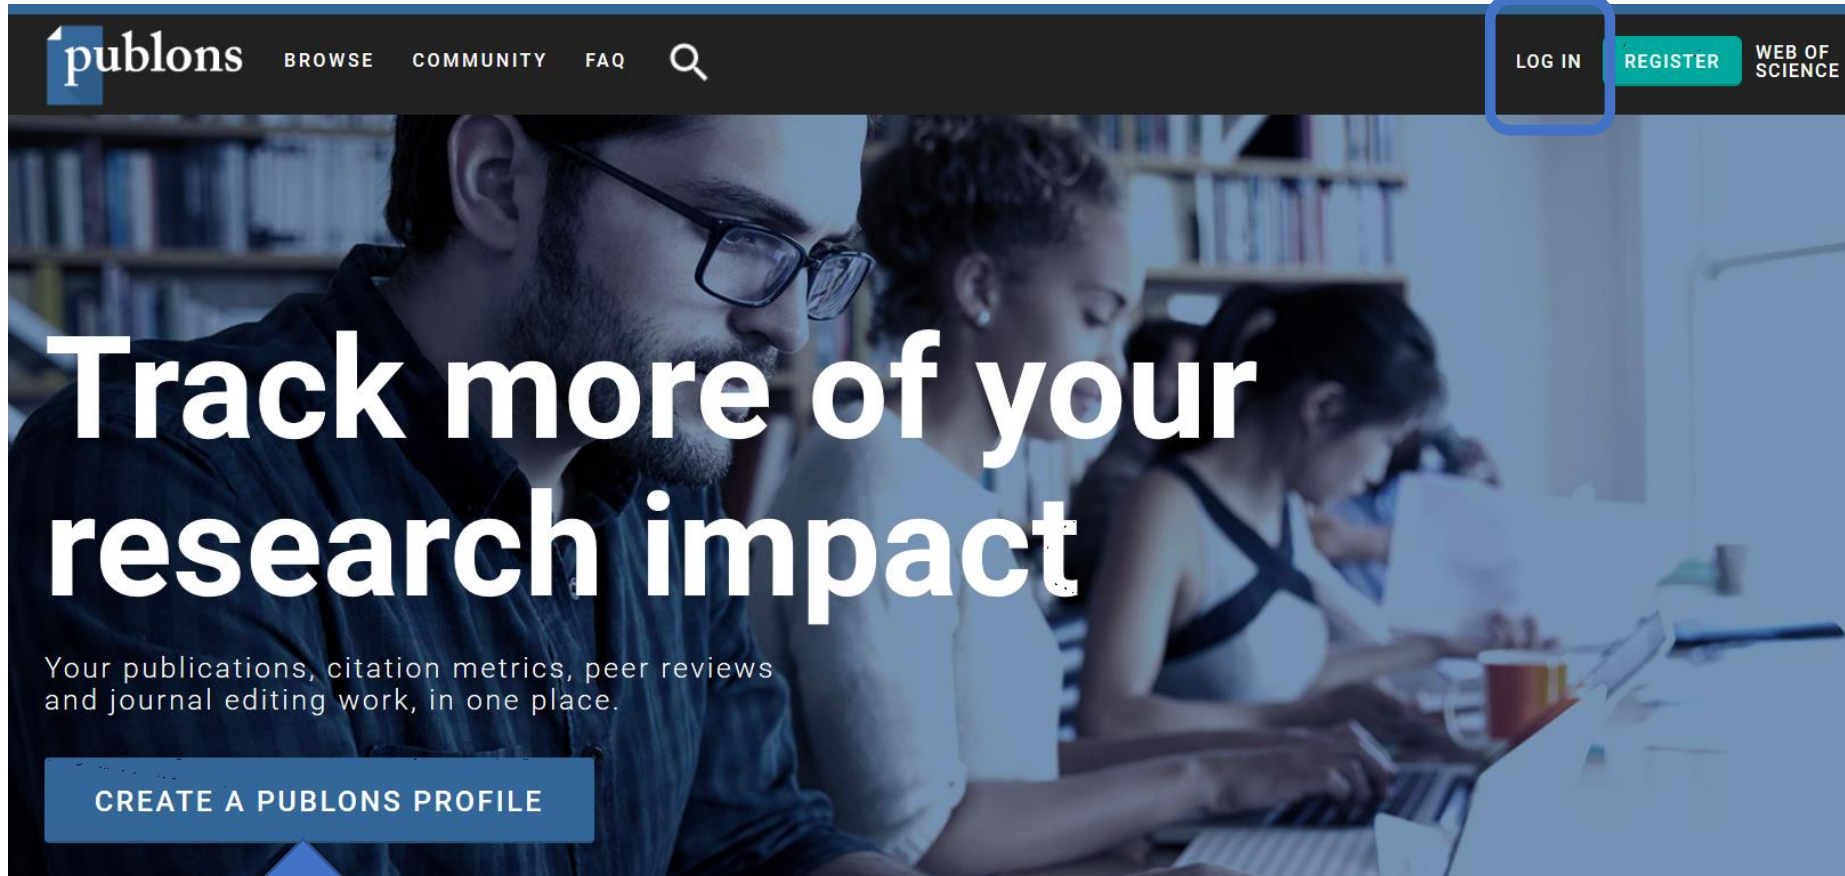 publons
BROWSE
COMMUNITY
FAQ
LOG IN
REGISTER
WEB OF
SCIENCE
Track more of your
research impact
Your publications, citation metrics, peer reviews
and journal editing work, in one place.
CREATE A PUBLONS PROFILE